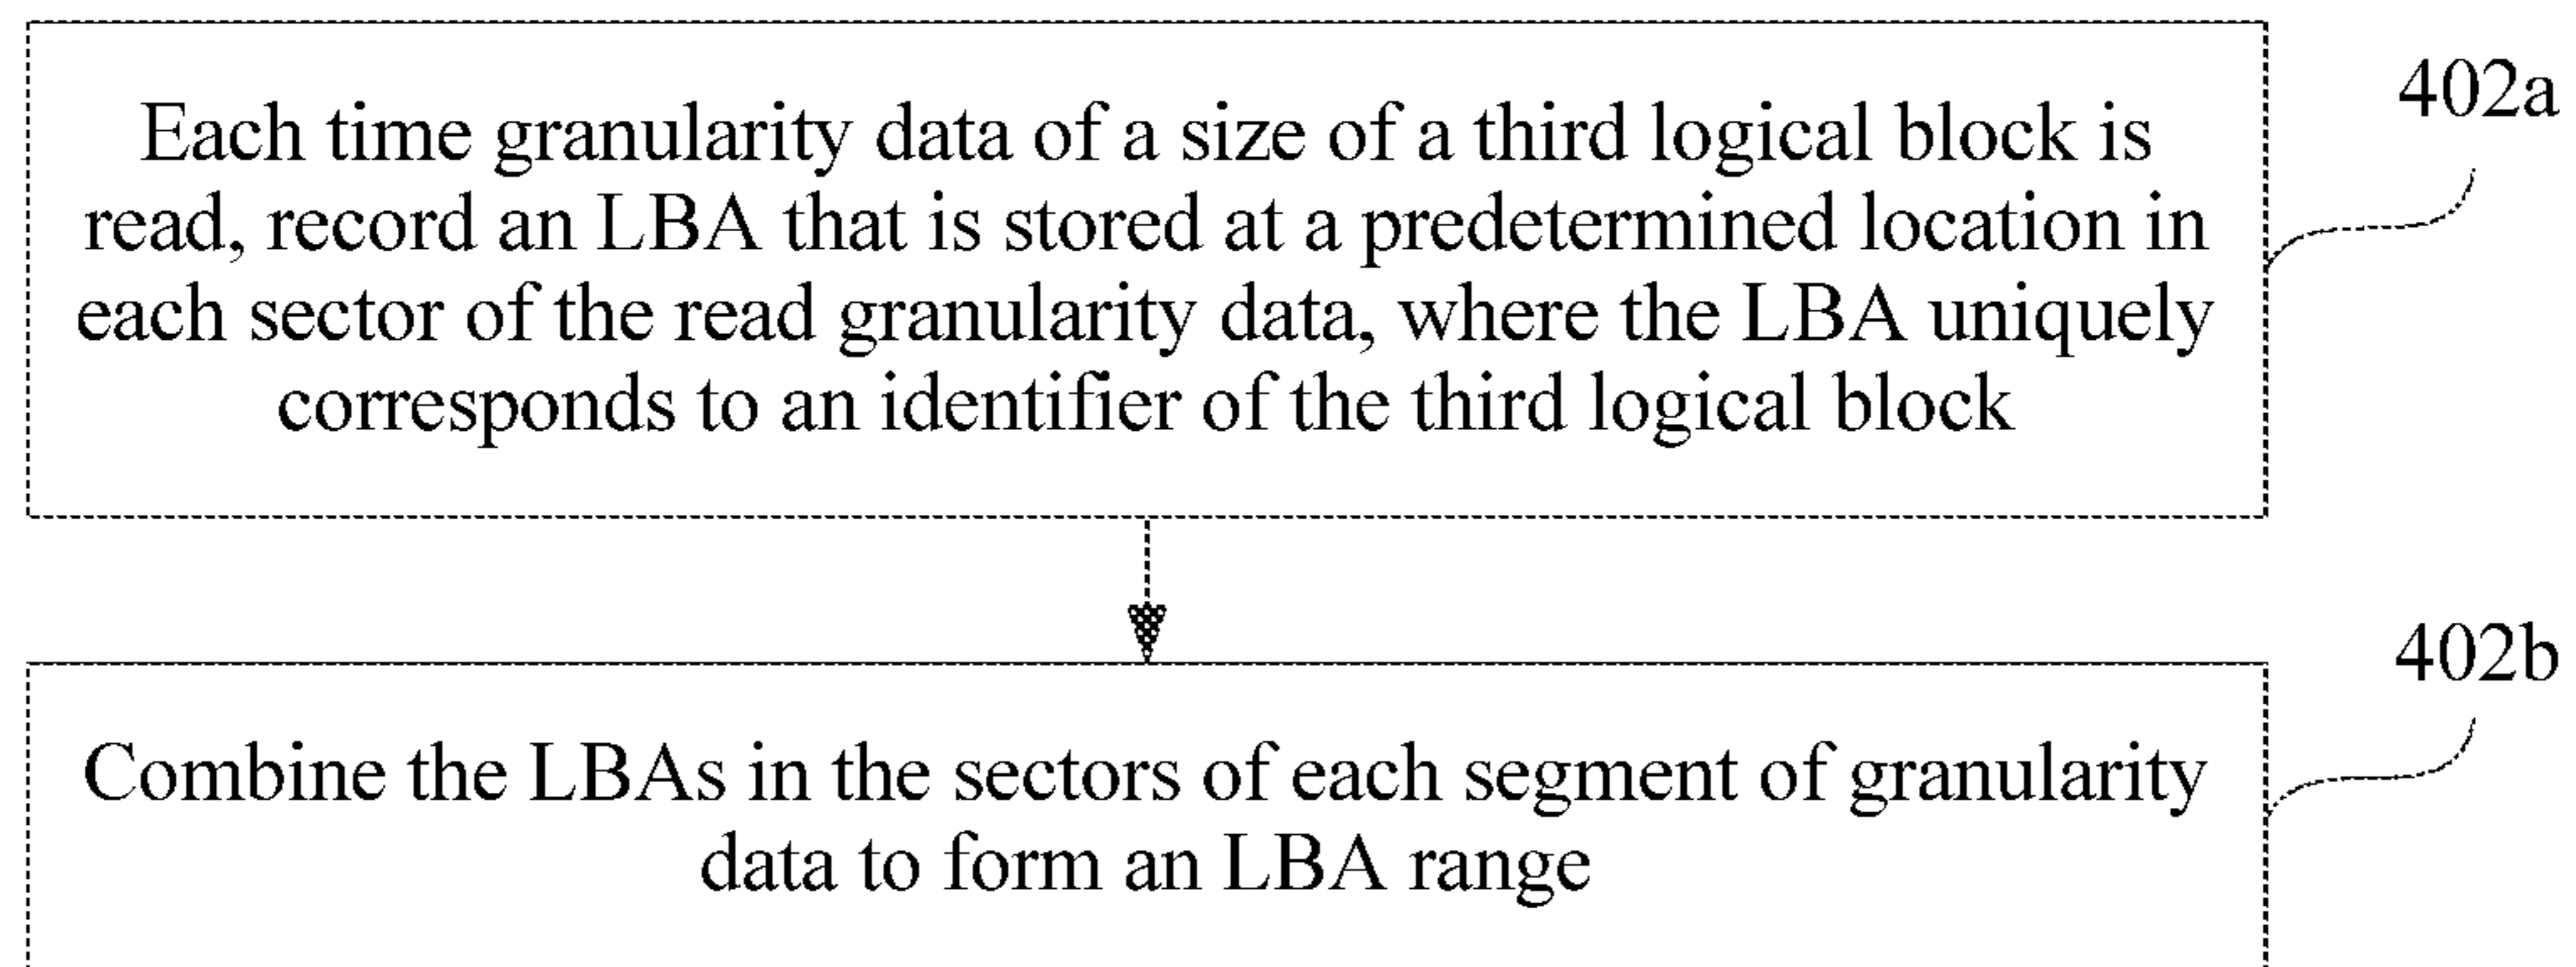 Each time granularity data of a size of a third logical block is
read, record an LBA that is stored at a predetermined location in
each sector of the read granularity data, where the LBA uniquely
corresponds to an identifier of the third logical block
402a
Combine the LBAs in the sectors of each segment of granularity
data to form an LBA range
402b